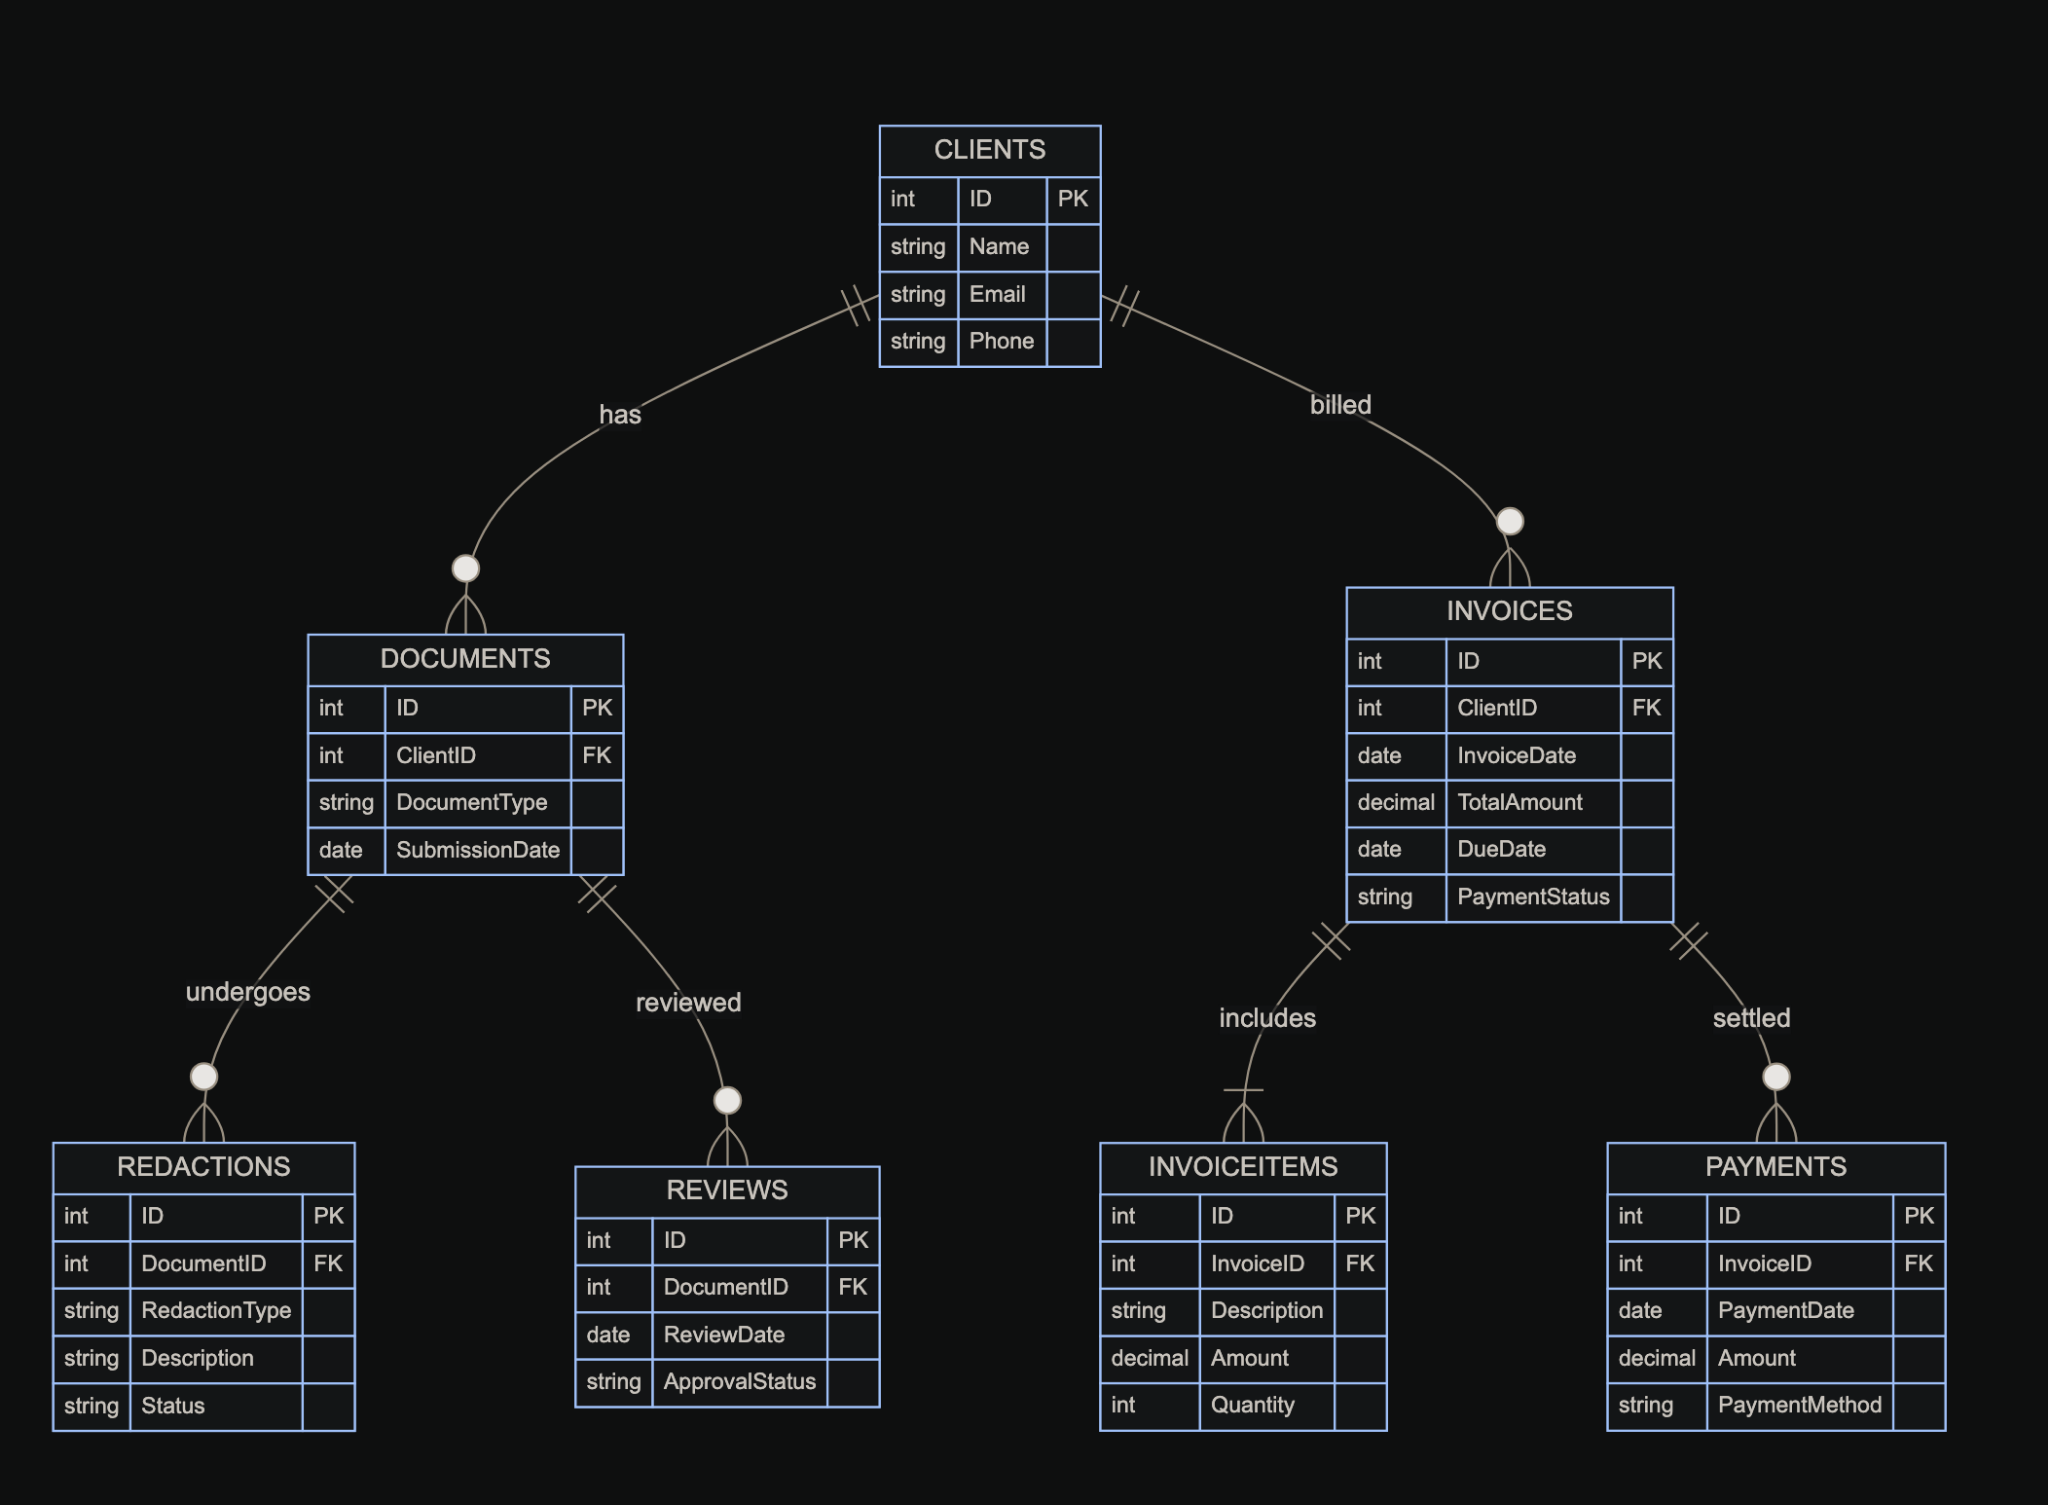 CLIENTS
int ID PK
string Name
string Email
string Phone
has
billed
DOCUMENTS
int ID PK
int ClientID FK
string DocumentType
date SubmissionDate
INVOICES
int ID PK
int ClientID FK
date InvoiceDate
decimal TotalAmount
date DueDate
string PaymentStatus
undergoes
reviewed
includes
settled
REDACTIONS
int ID PK
int DocumentID FK
string RedactionType
string Description
string Status
REVIEWS
int ID PK
int DocumentID FK
date ReviewDate
string ApprovalStatus
INVOICEITEMS
int ID PK
int InvoiceID FK
string Description
decimal Amount
int Quantity
PAYMENTS
int ID PK
int InvoiceID FK
date PaymentDate
decimal Amount
string PaymentMethod